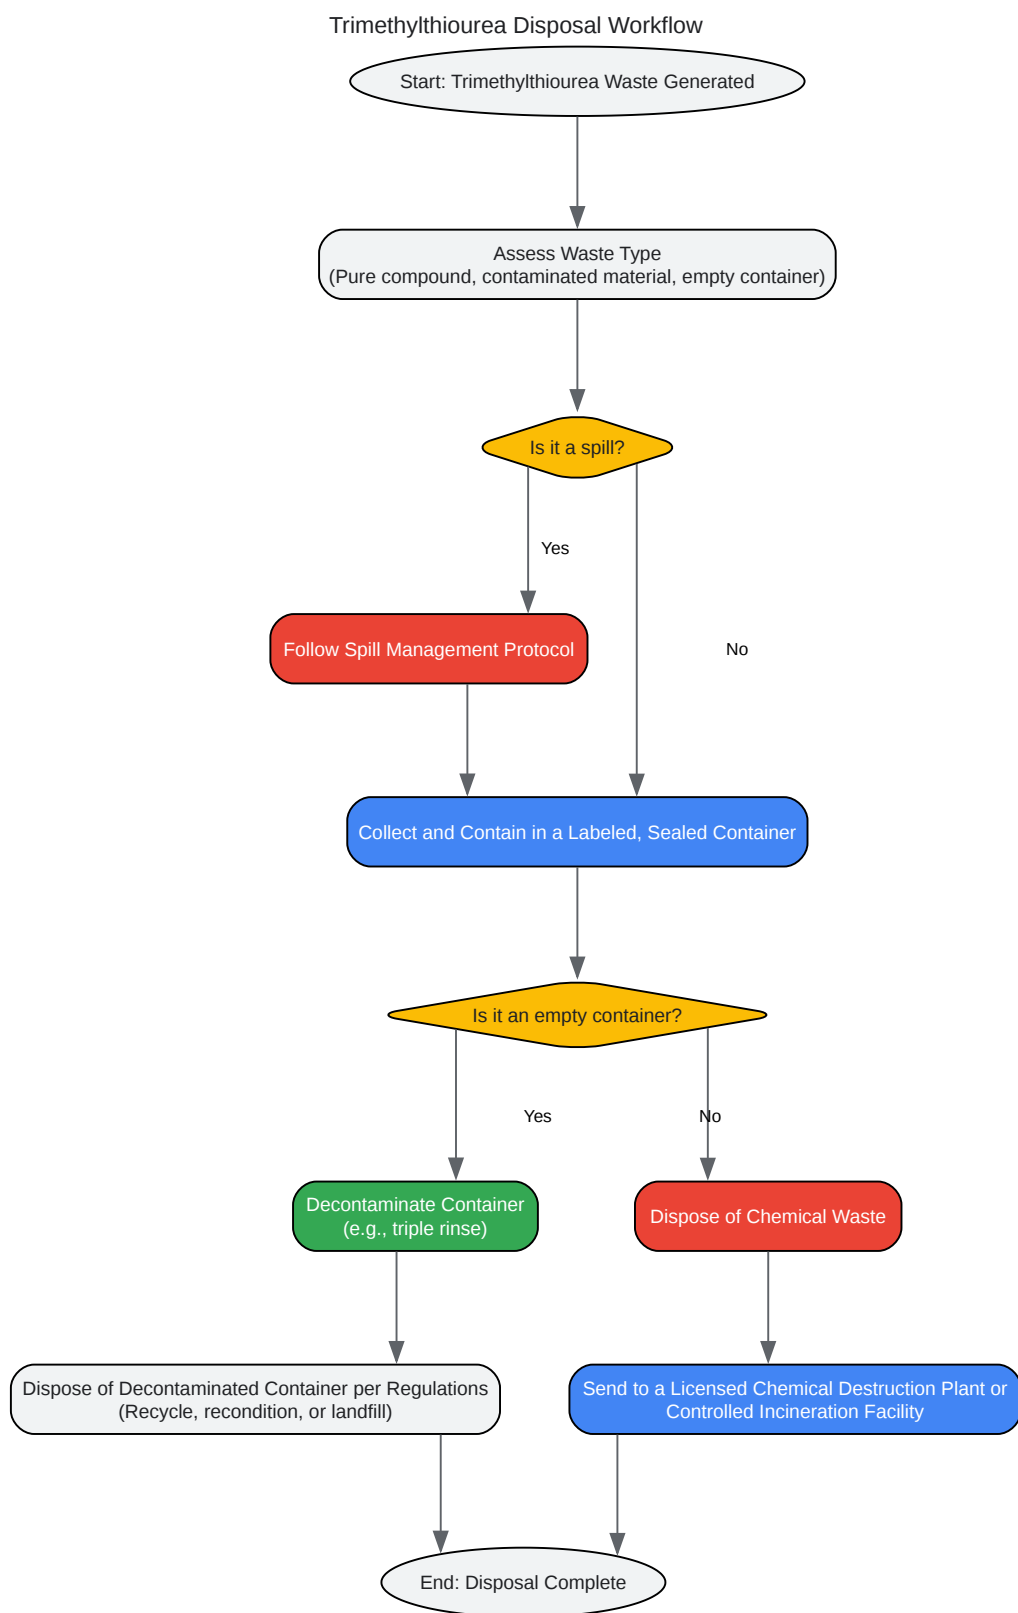 Trimethylthiourea Disposal Workflow
Start: Trimethylthiourea Waste Generated
Assess Waste Type
(Pure compound, contaminated material, empty container)
Is it a spill?
Yes
Follow Spill Management Protocol
No
Collect and Contain in a Labeled, Sealed Container
Is it an empty container?
Yes
No
Decontaminate Container
(e.g., triple rinse)
Dispose of Chemical Waste
Dispose of Decontaminated Container per Regulations
(Recycle, recondition, or landfill)
Send to a Licensed Chemical Destruction Plant or
Controlled Incineration Facility
End: Disposal Complete